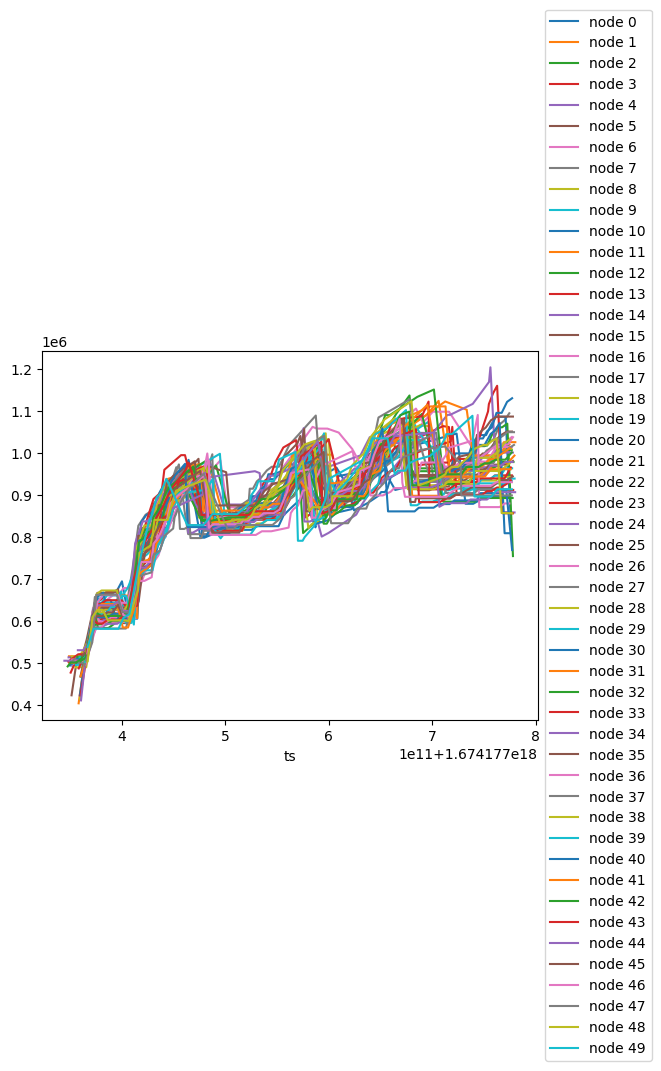 1e6
1.2
1.1
1.0
0.9
0.8
0.7
0.6
0.5
0.4
4
5
6
7
8
ts
1e11+1.674177e18
node 0
node 1
node 2
node 3
node 4
node 5
node 6
node 7
node 8
node 9
node 10
node 11
node 12
node 13
node 14
node 15
node 16
node 17
node 18
node 19
node 20
node 21
node 22
node 23
node 24
node 25
node 26
node 27
node 28
node 29
node 30
node 31
node 32
node 33
node 34
node 35
node 36
node 37
node 38
node 39
node 40
node 41
node 42
node 43
node 44
node 45
node 46
node 47
node 48
node 49